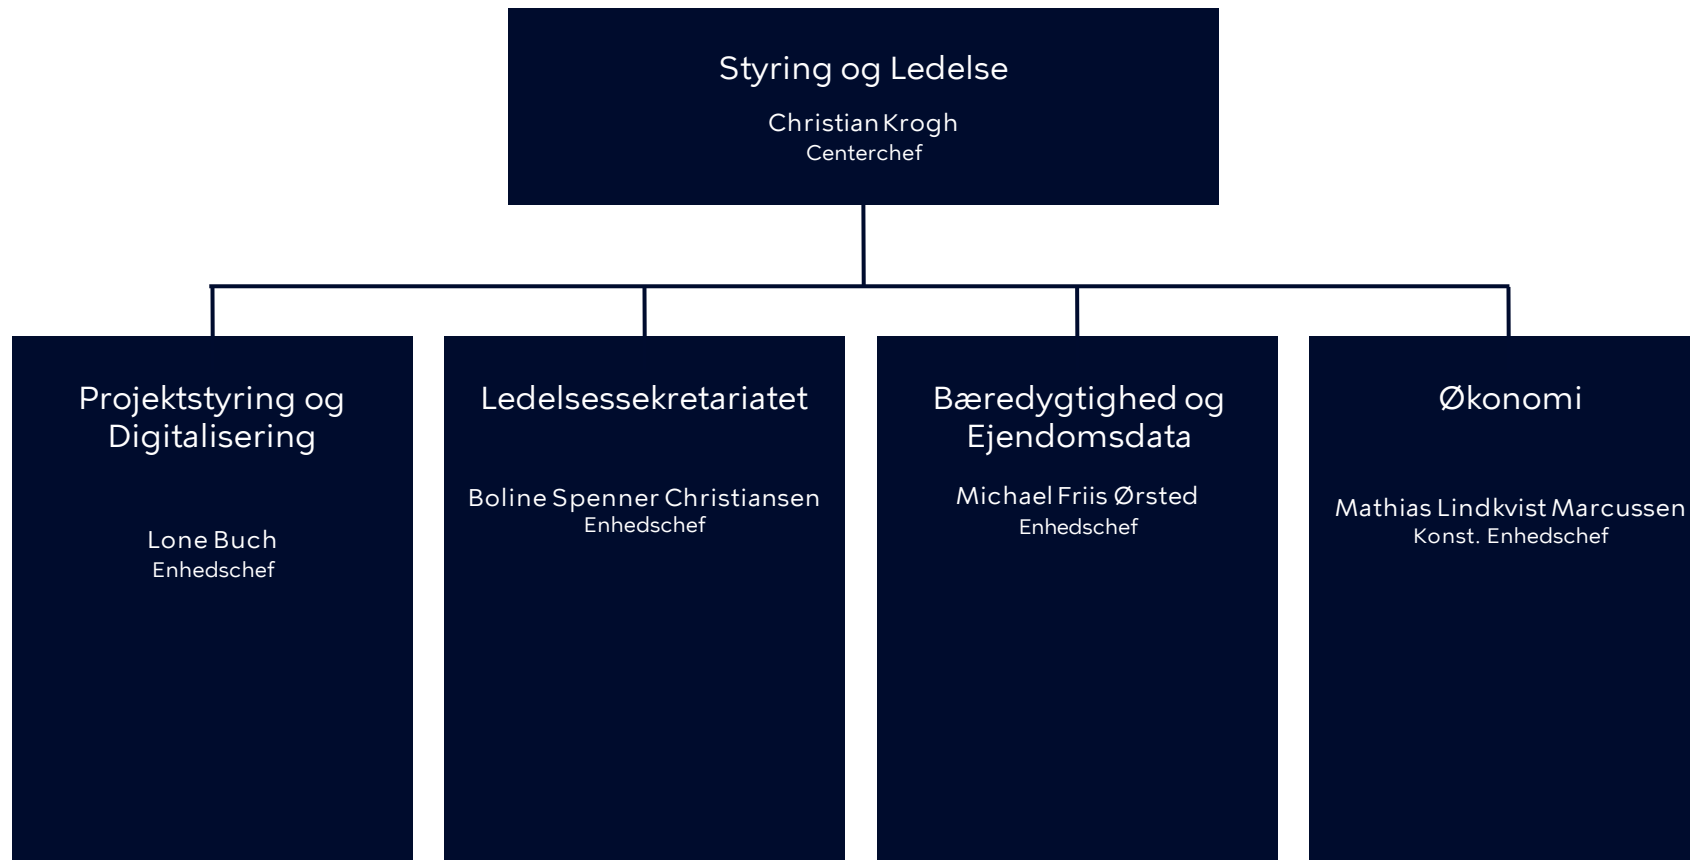 Styring og Ledelse
Christian Krogh
Centerchef
Projektstyring og
Digitalisering
Lone Buch
Enhedschef
Ledelsessekretariatet
Boline Spenner Christiansen
Enhedschef
Bæredygtighed og
Ejendomsdata
Michael Friis Ørsted
Enhedschef
Økonomi
Mathias Lindkvist Marcussen
Konst. Enhedschef